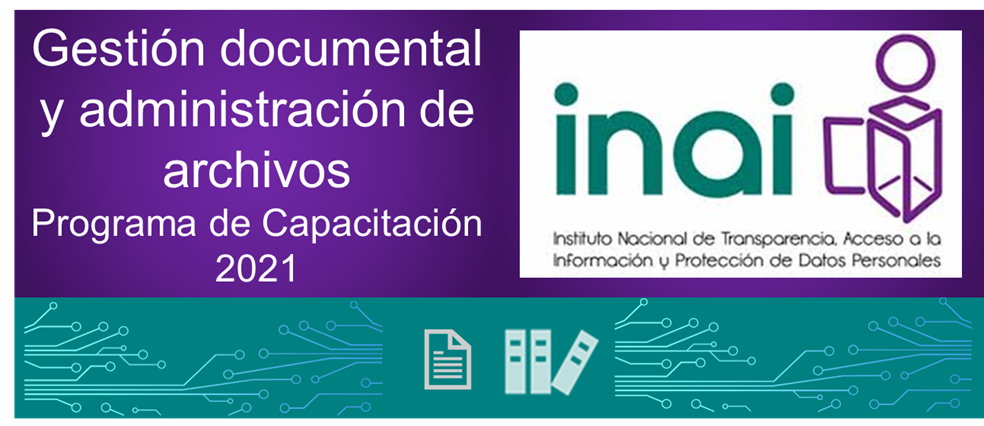 Gestión documental
y administración de
archivos
Programa de Capacitación
2021
inai
Instituto Nacional de Transparencia, Acceso a la
Información y Protección de Datos Personales